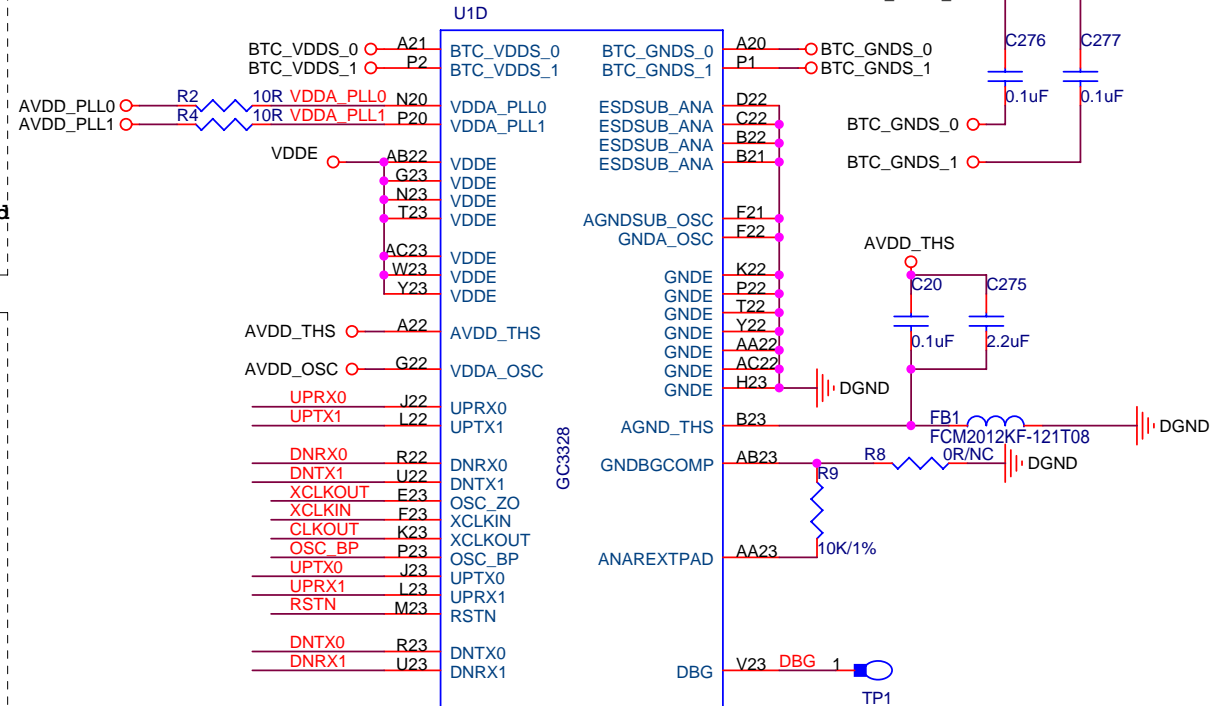 U1D
BTC_VDDS_0 A21 BTC_VDDS_0 BTC_GNDS_0 A20 BTC_GNDS_0
BTC_VDDS_1 P2 BTC_VDDS_1 BTC_GNDS_1 P1 BTC_GNDS_1
AVDD_PLL0 R2 10R VDDA_PLL0 N20 VDDA_PLL0 ESDSUB_ANA D22
AVDD_PLL1 R4 10R VDDA_PLL1 P20 VDDA_PLL1 ESDSUB_ANA C22
ESDSUB_ANA B22
VDDE AB22 VDDE ESDSUB_ANA B21
G23 VDDE
N23 VDDE
T23 VDDE AGNDSUB_OSC F21
GNDA_OSC F22
AC23 VDDE
W23 VDDE GNDE K22
Y23 VDDE GNDE P22
GNDE T22
AVDD_THS A22 AVDD_THS GNDE Y22
GNDE AA22
AVDD_OSC G22 VDDA_OSC GNDE AC22
GNDE H23 DGND
UPRX0 J22 UPRX0
UPTX1 L22 UPTX1 AGND_THS B23
DNRX0 R22 DNRX0 GNDBGCOMP AB23
DNTX1 U22 DNTX1
XCLKOUT E23 OSC_ZO
XCLKIN F23 XCLKIN
CLKOUT K23 XCLKOUT
OSC_BP P23 OSC_BP ANAREXTPAD AA23
UPTX0 J23 UPTX0
UPRX1 L23 UPRX1
RSTN M23 RSTN
DNTX0 R23 DNTX0
DNRX1 U23 DNRX1 DBG V23 DBG 1
TP1
GC3328
C276 C277
0.1uF 0.1uF
BTC_GNDS_0
BTC_GNDS_1
AVDD_THS
C20 C275
0.1uF 2.2uF
FB1
FCM2012KF-121T08
DGND
R8 0R/NC
DGND
R9
10K/1%
d